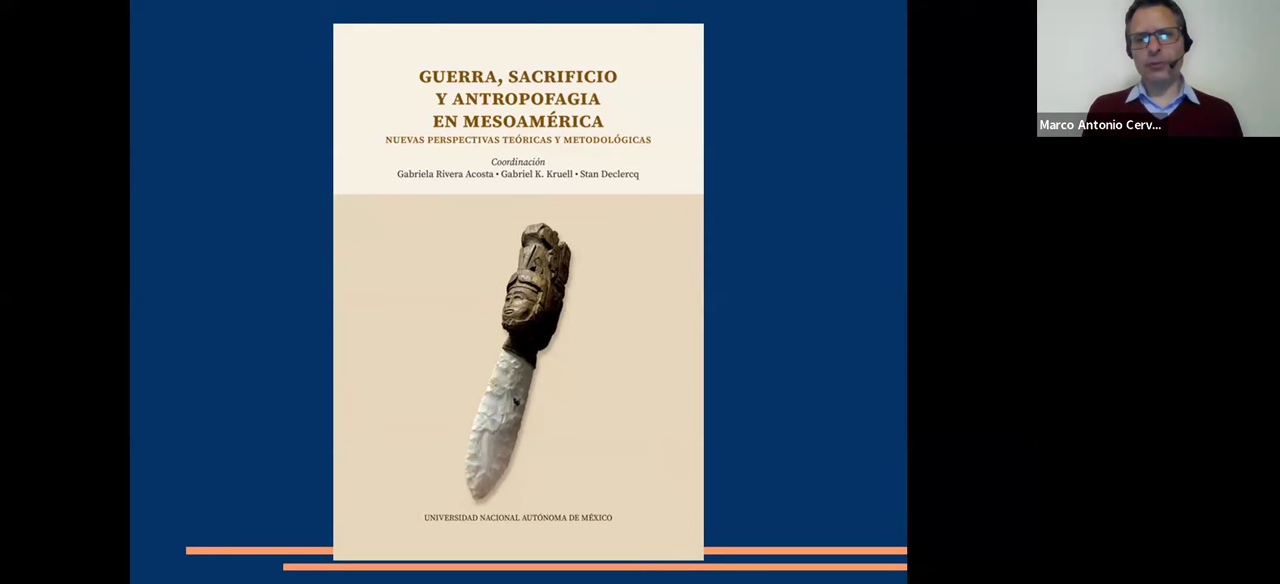 GUERRA, SACRIFICIO
Y ANTROPOFAGIA
EN MESOAMÉRICA
NUEVAS PERSPECTIVAS TEÓRICAS Y METODOLÓGICAS
Coordinación
Gabriela Rivera Acosta • Gabriel K. Kruell • Stan Declercq
UNIVERSIDAD NACIONAL AUTÓNOMA DE MÉXICO
Marco Antonio Cerv...